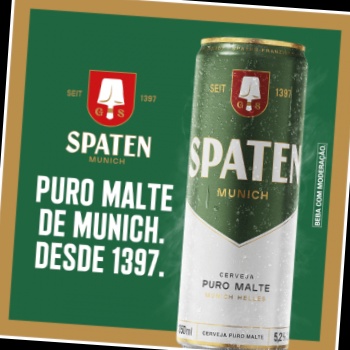 SEIT 1397
G S
SPATEN
MUNICH
PURO MALTE
DE MUNICH.
DESDE 1397.
SEIT 1397
G S
SPATEN
MUNICH
CERVEJA
PURO MALTE
MUNICH HELLES
350ml CERVEJA PURO MALTE 5,2%
BEBA COM MODERAÇÃO